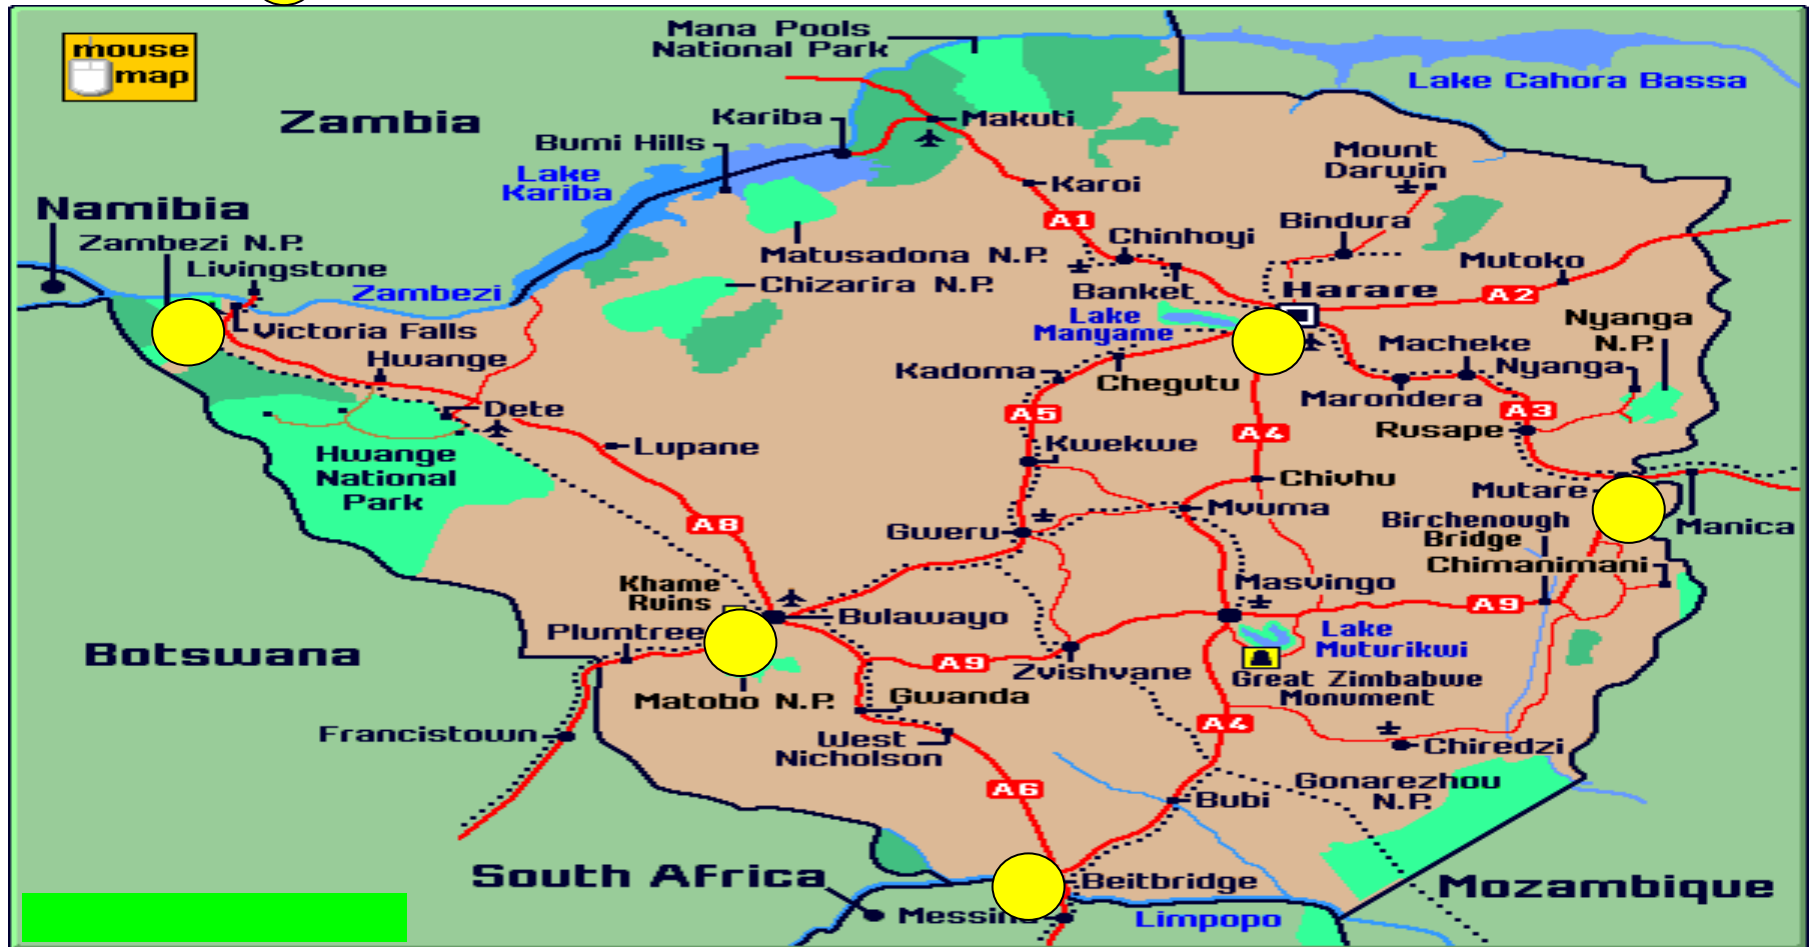 mouse
map
Mana Pools
National Park
Lake Cahora Bassa
Zambia
Kariba
Makuti
Bumi Hills
Mount
Darwin
Lake
Kariba
Karoi
Namibia
A1
Bindura
Zambezi N.P.
Chinhoyi
Matusadona N.P.
Mutoko
Livingstone
Chizarira N.P.
Zambezi
Banket
Harare
A2
Lake
Manyame
Nyanga
N.P.
Victoria Falls
Macheke
Hwange
Nyanga
Kadoma
Chegutu
Marondera
Dete
A5
A3
A4
Rusape
Kwekwe
Lupane
Hwange
National
Park
Chivhu
Mutare
Mvuma
A8
Gweru
Birchenough
Bridge
Manica
Chimanimani
Khame
Ruins
Masvingo
A9
Bulawayo
Plumtree
Lake
Muturikwi
Botswana
A9
Zvishvane
Great Zimbabwe
Monument
Matobo N.P.
Gwanda
A4
Francistown
West
Nicholson
Chiredzi
A6
Gonarezhou
N.P.
Bubi
South Africa
Beitbridge
Mozambique
Messina
Limpopo